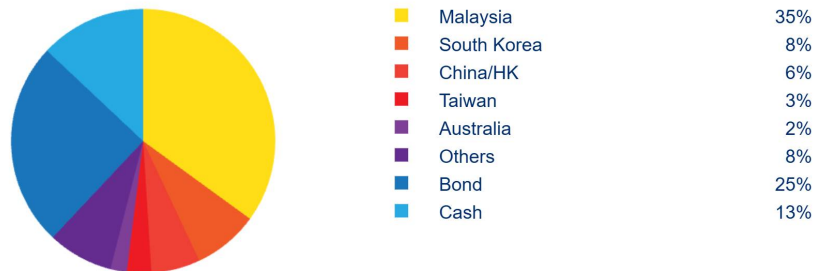 Malaysia 35%
South Korea 8%
China/HK 6%
Taiwan 3%
Australia 2%
Others 8%
Bond 25%
Cash 13%